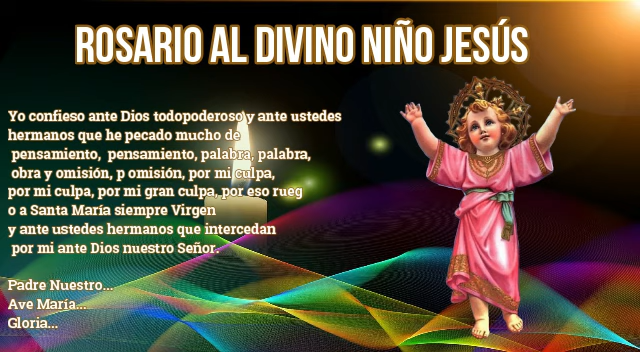 ROSARIO AL DIVINO NIÑO JESÚS
Yo confieso ante Dios todopoderoso y ante ustedes
hermanos que he pecado mucho de
pensamiento, pensamiento, palabra, palabra,
obra y omisión, p omisión, por mi culpa,
por mi culpa, por mi gran culpa, por eso rueg
o a Santa María siempre Virgen
y ante ustedes hermanos que intercedan
por mi ante Dios nuestro Señor.
Padre Nuestro...
Ave María...
Gloria...